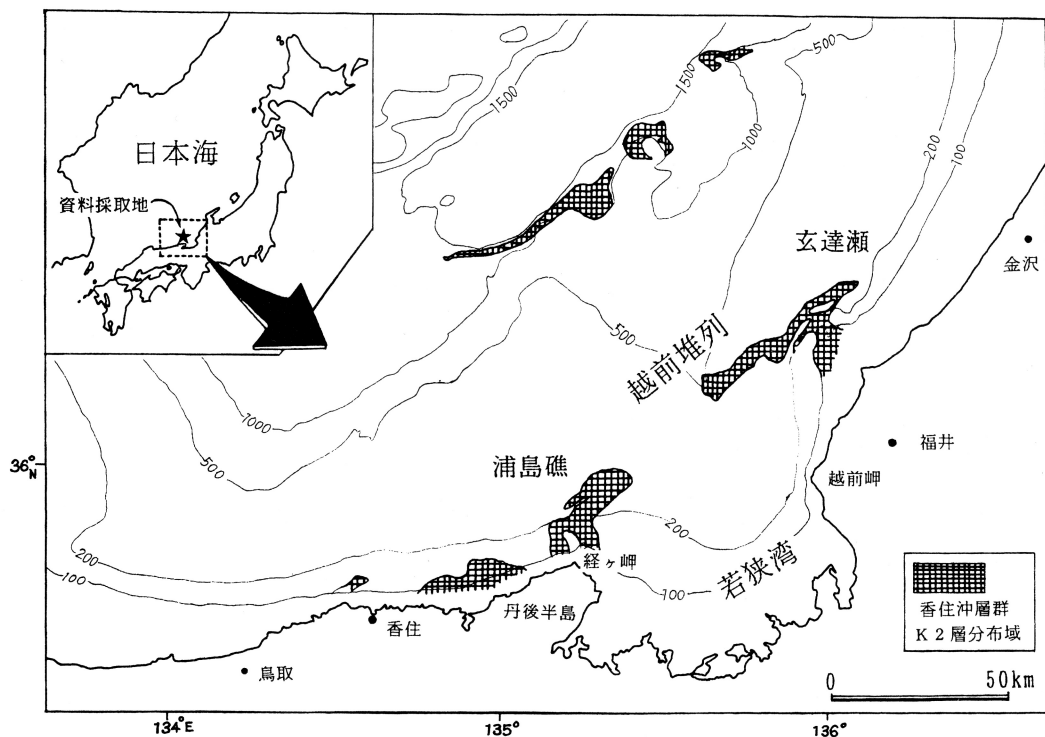 日本海
資料採取地
1500
1500
500
1000
200
100
玄達瀬
金沢
越前堆列
500
1000
500
福井
越前岬
36°
N
浦島礁
200
100
200
100
経ヶ岬
若狭湾
丹後半島
香住
鳥取
香住沖層群
K2層分布域
0 50km
134°E
135°
136°